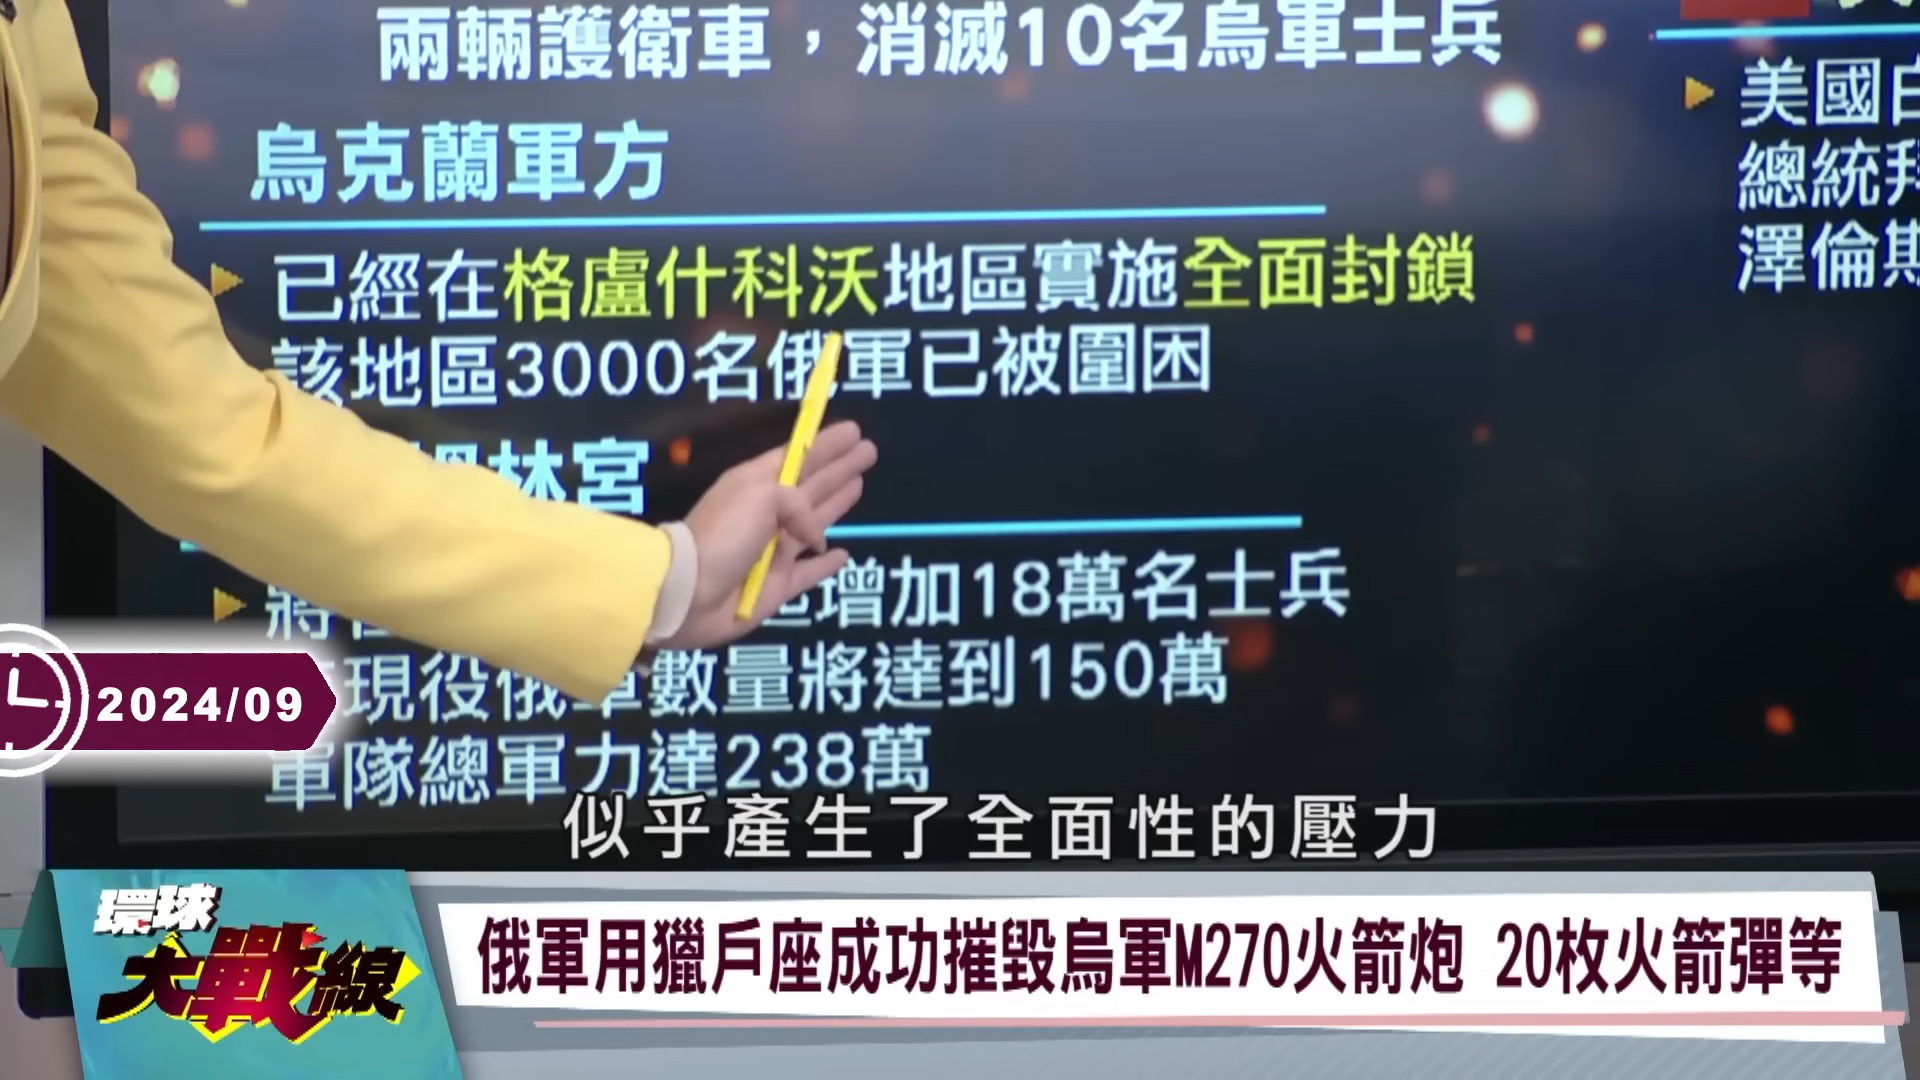 兩輛護衛車，消滅10名烏軍士兵
烏克蘭軍方
已經在格盧什科沃地區實施全面封鎖
該地區3000名俄軍已被圍困
林宮
增加18萬名士兵
現役俄軍數量將達到150萬
軍隊總軍力達238萬
美國白
總統拜
澤倫斯
2024/09
似乎產生了全面性的壓力
環球
大戰線
俄軍用獵戶座成功摧毀烏軍M270火箭炮 20枚火箭彈等